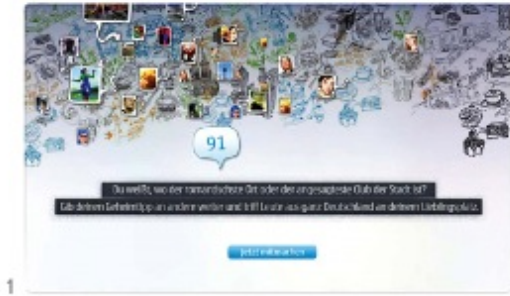 91
Du weißt, wo der romantischste Ort oder der angesagteste Club der Stadt ist?
Gib deinen Geheimtipp an andere weiter und triff Leute aus ganz Deutschland an deinem Lieblingsplatz.
Jetzt mitmachen
1